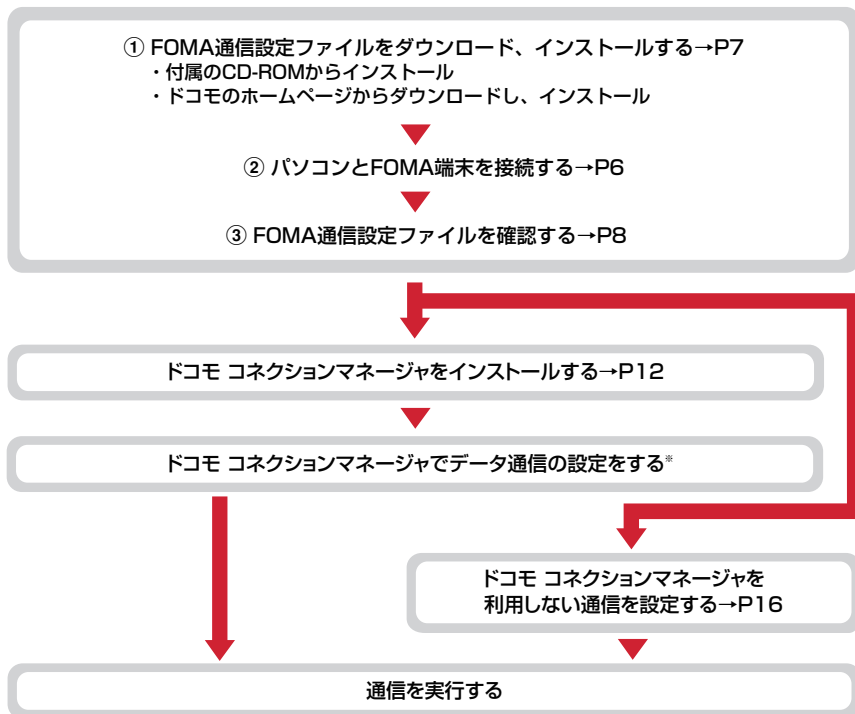 ① FOMA通信設定ファイルをダウンロード、インストールする→P7
・付属のCD-ROMからインストール
・ドコモのホームページからダウンロードし、インストール
② パソコンとFOMA端末を接続する→P6
③ FOMA通信設定ファイルを確認する→P8
ドコモ コネクションマネージャをインストールする→P12
ドコモ コネクションマネージャでデータ通信の設定をする※
ドコモ コネクションマネージャを
利用しない通信を設定する→P16
通信を実行する